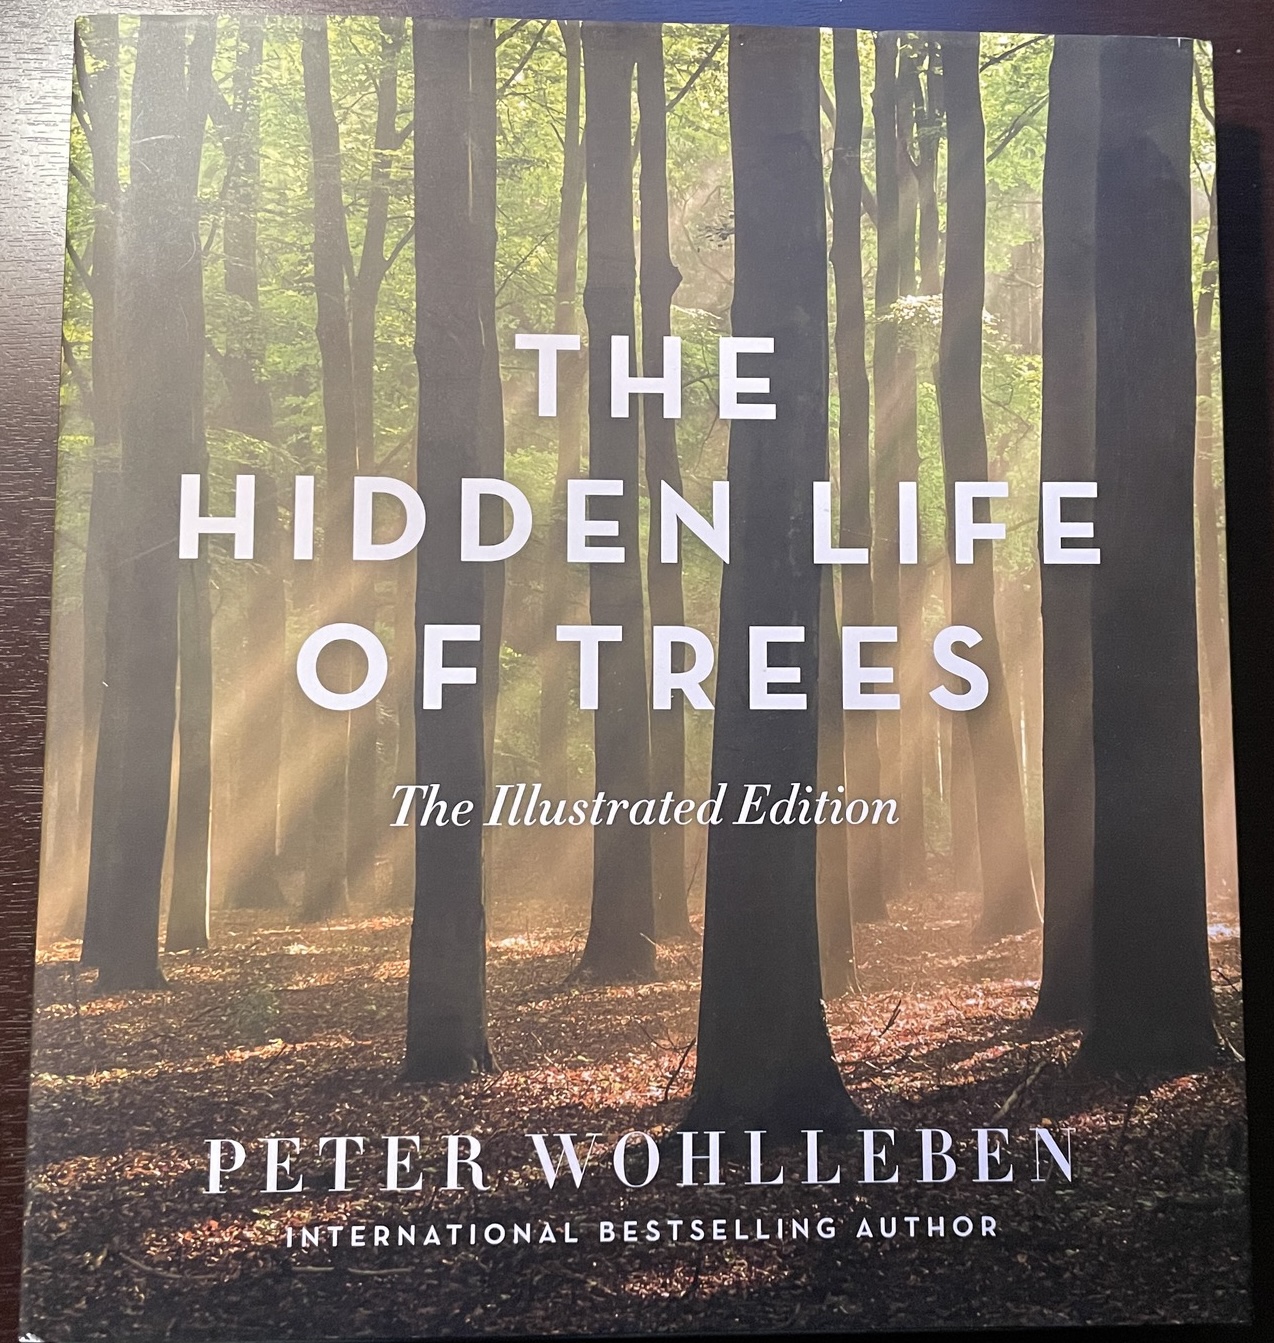 THE
HIDDEN LIFE
OF TREES
The Illustrated Edition
PETER WOHLLEBEN
INTERNATIONAL BESTSELLING AUTHOR